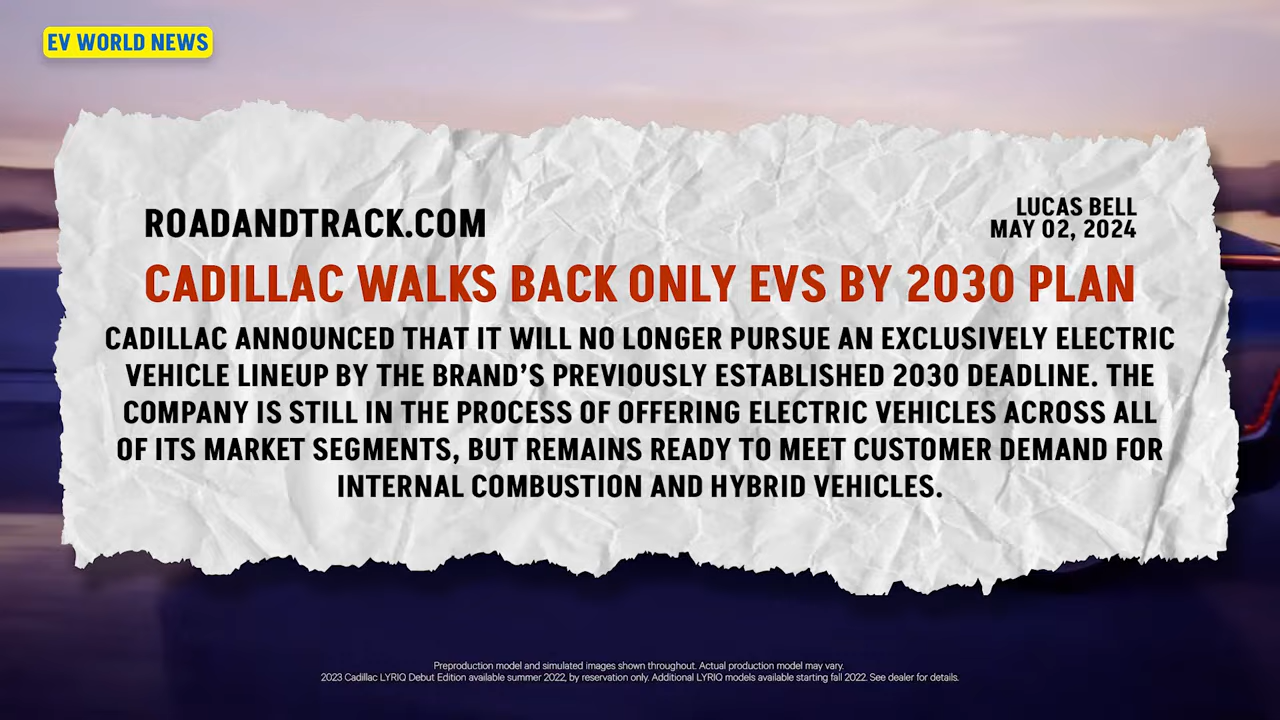 EV WORLD NEWS
ROADANDTRACK.COM
LUCAS BELL
MAY 02, 2024
CADILLAC WALKS BACK ONLY EVS BY 2030 PLAN
CADILLAC ANNOUNCED THAT IT WILL NO LONGER PURSUE AN EXCLUSIVELY ELECTRIC
VEHICLE LINEUP BY THE BRAND'S PREVIOUSLY ESTABLISHED 2030 DEADLINE. THE
COMPANY IS STILL IN THE PROCESS OF OFFERING ELECTRIC VEHICLES ACROSS ALL
OF ITS MARKET SEGMENTS, BUT REMAINS READY TO MEET CUSTOMER DEMAND FOR
INTERNAL COMBUSTION AND HYBRID VEHICLES.
Preproduction model and simulated images shown throughout. Actual production model may vary.
2023 Cadillac LYRIQ Debut Edition available summer 2022, by reservation only. Additional LYRIQ models available starting fall 2022. See dealer for details.